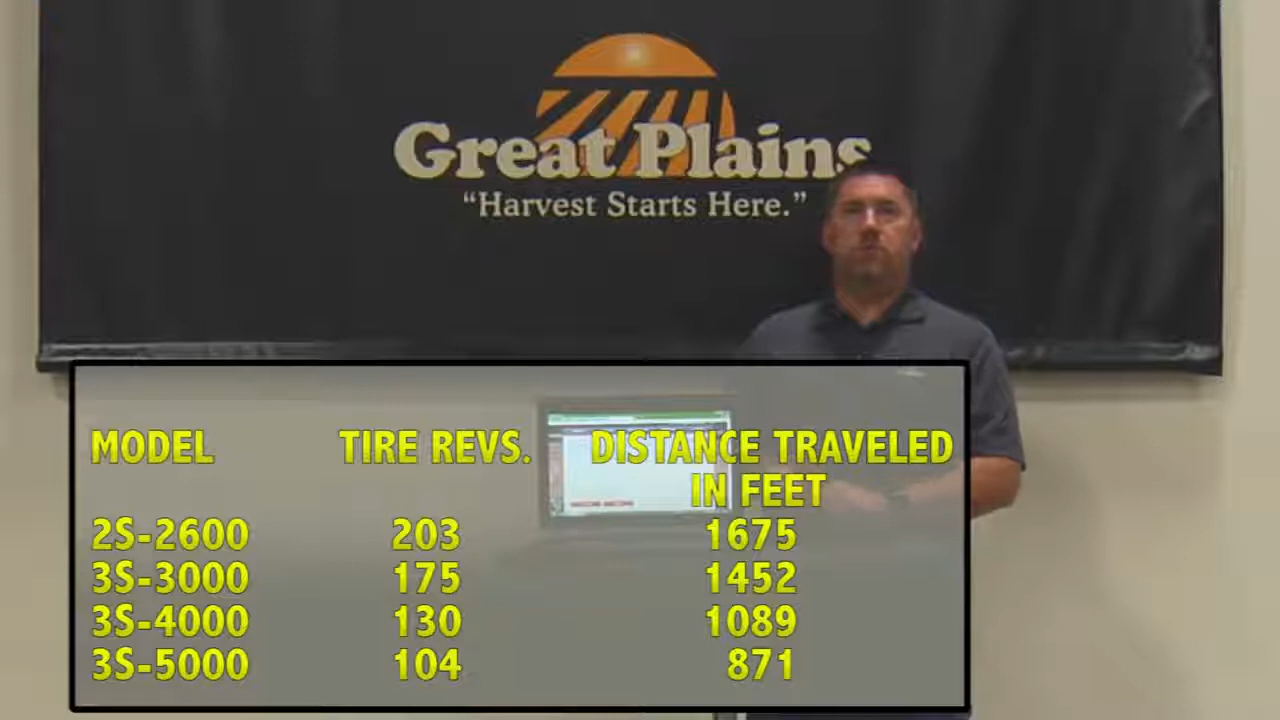 Great Plains
“Harvest Starts Here.”
MODEL TIRE REVS. DISTANCE TRAVELED
IN FEET
2S-2600 203 1675
3S-3000 175 1452
3S-4000 130 1089
3S-5000 104 871